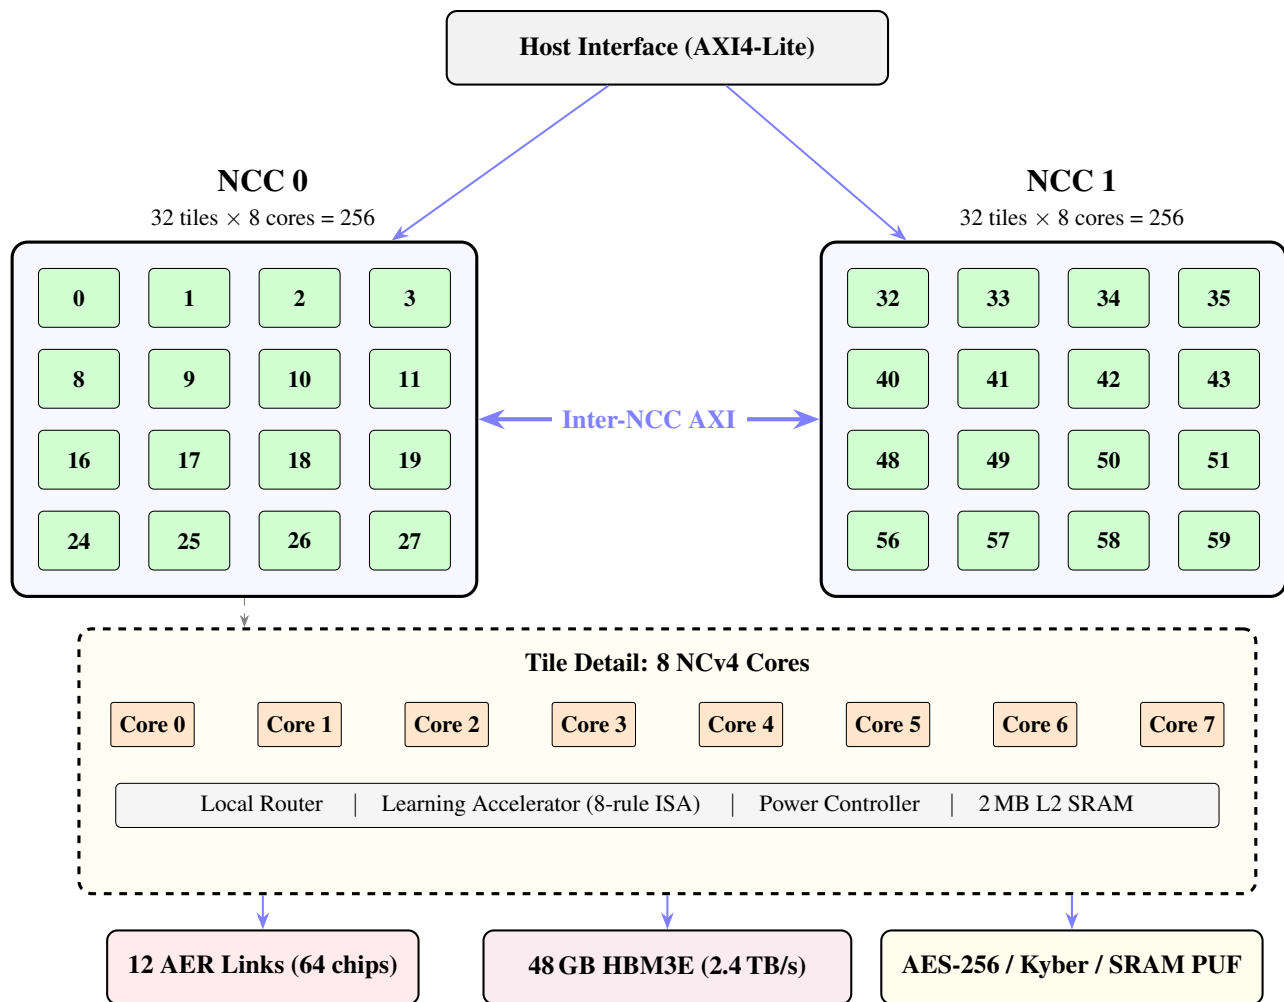 Host Interface (AXI4-Lite)
NCC 0
32 tiles × 8 cores = 256
NCC 1
32 tiles × 8 cores = 256
0 1 2 3
8 9 10 11
16 17 18 19
24 25 26 27
Inter-NCC AXI
32 33 34 35
40 41 42 43
48 49 50 51
56 57 58 59
Tile Detail: 8 NCv4 Cores
Core 0 Core 1 Core 2 Core 3 Core 4 Core 5 Core 6 Core 7
Local Router | Learning Accelerator (8-rule ISA) | Power Controller | 2 MB L2 SRAM
12 AER Links (64 chips)
48 GB HBM3E (2.4 TB/s)
AES-256 / Kyber / SRAM PUF